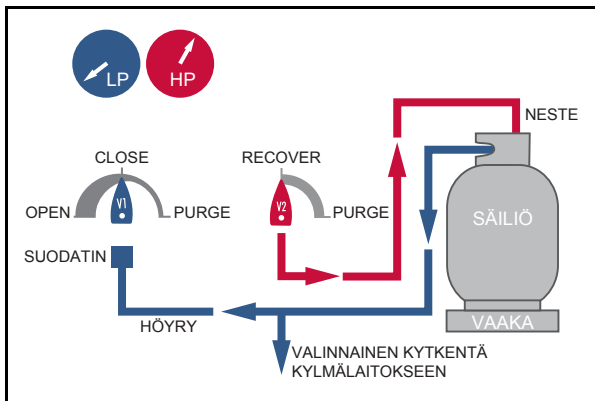 LP
HP
NESTE
CLOSE
RECOVER
V1
V2
OPEN
PURGE
PURGE
SÄILIÖ
SUODATIN
HÖYRY
VAAKA
VALINNAINEN KYTKENTÄ
KYLMÄLAITOKSEEN